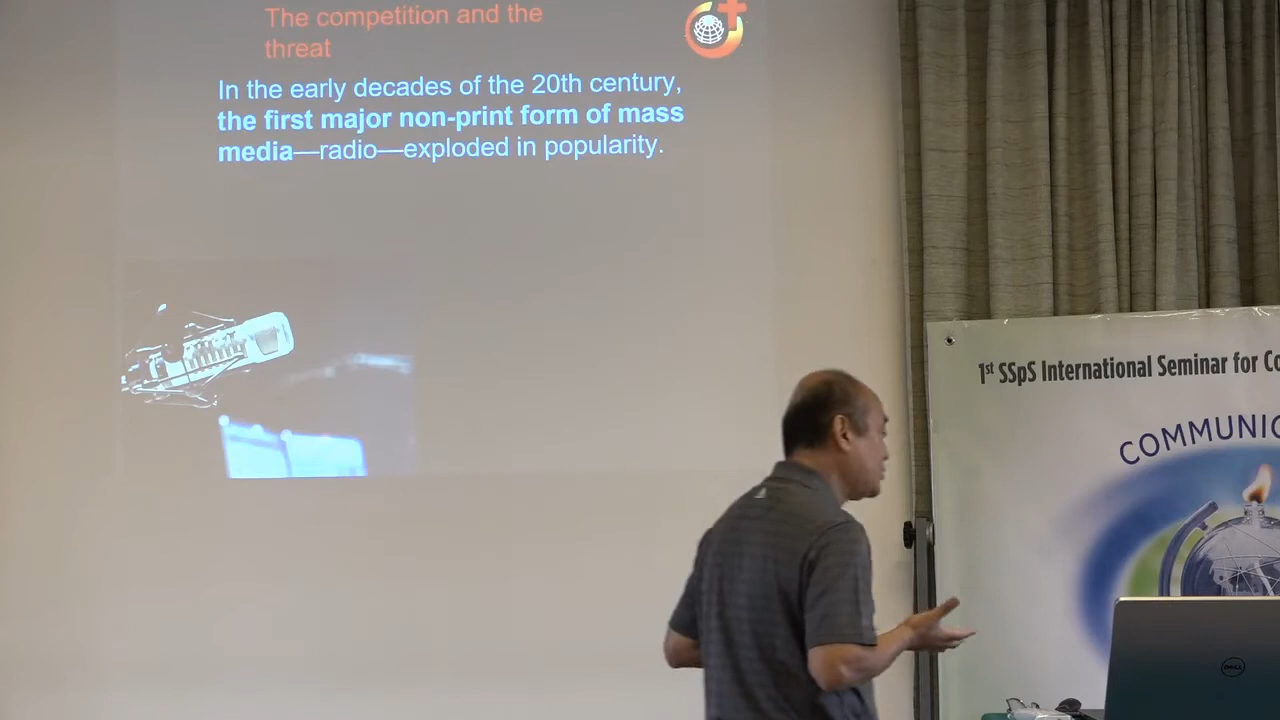 The competition and the
threat
In the early decades of the 20th century,
the first major non-print form of mass
media—radio—exploded in popularity.
1st SSpS International Seminar for Co
COMMUNIC
DELL